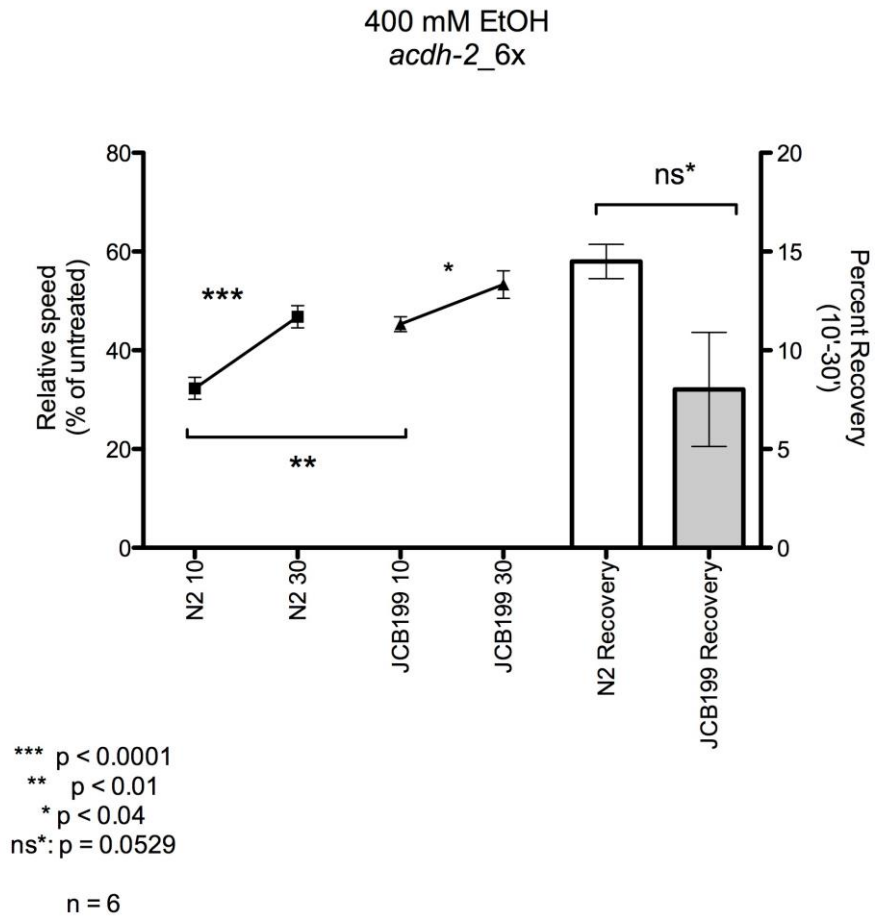 400 mM EtOH
acdh-2_6x
80
60
40
20
0
Relative speed
(% of untreated)
***
**
*
ns*
20
15
10
5
0
Percent Recovery
(10'-30')
N2 10
N2 30
JCB199 10
JCB199 30
N2 Recovery
JCB199 Recovery
*** p < 0.0001
** p < 0.01
* p < 0.04
ns*: p = 0.0529
n = 6